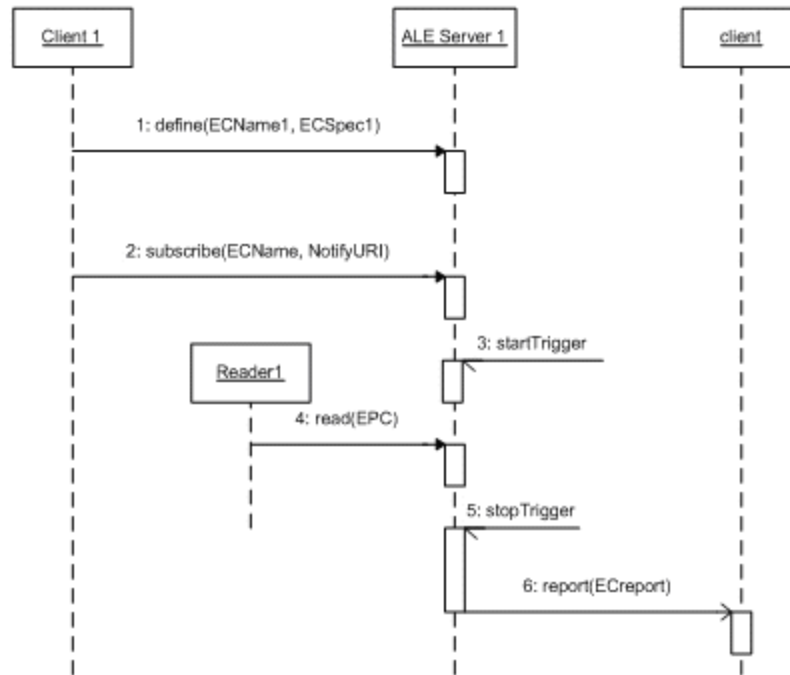 Client 1
ALE Server 1
client
1: define(ECName1, ECSpec1)
2: subscribe(ECName, NotifyURI)
3: startTrigger
Reader1
4: read(EPC)
5: stopTrigger
6: report(ECreport)